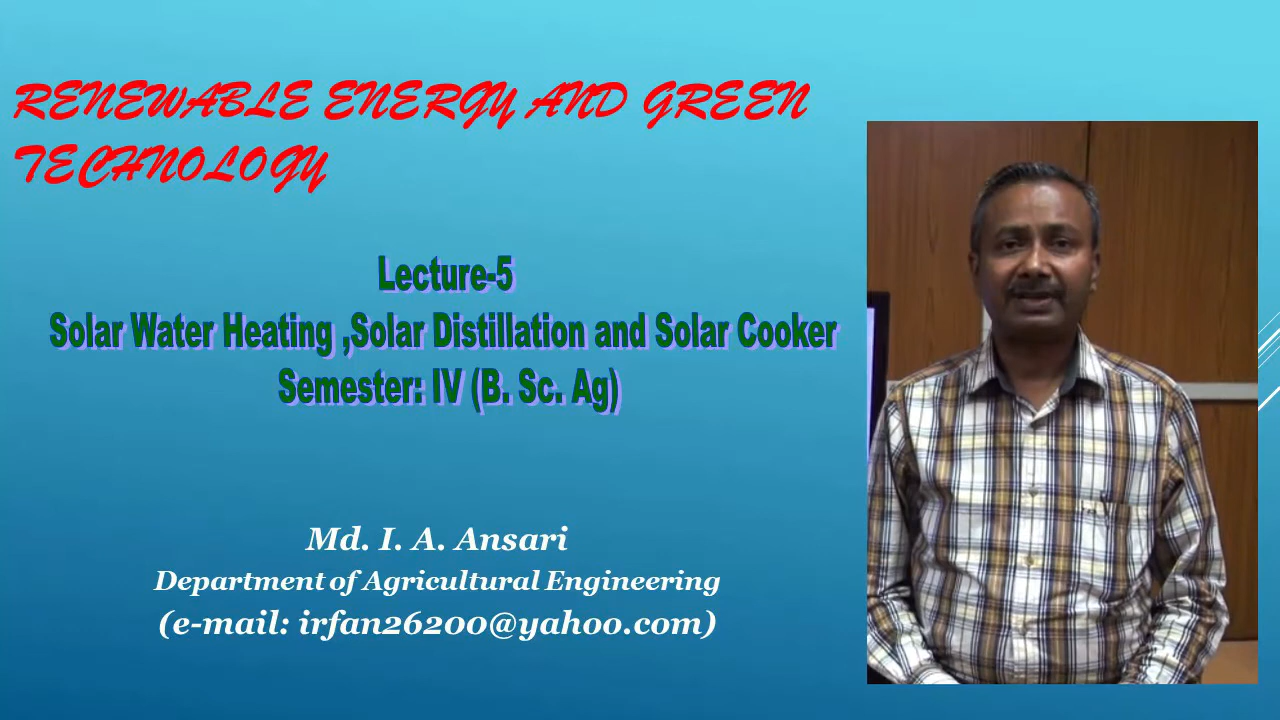 RENEWABLE ENERGY AND GREEN
TECHNOLOGY
Lecture-5
Solar Water Heating ,Solar Distillation and Solar Cooker
Semester: IV (B. Sc. Ag)
Md. I. A. Ansari
Department of Agricultural Engineering
(e-mail: irfan26200@yahoo.com)